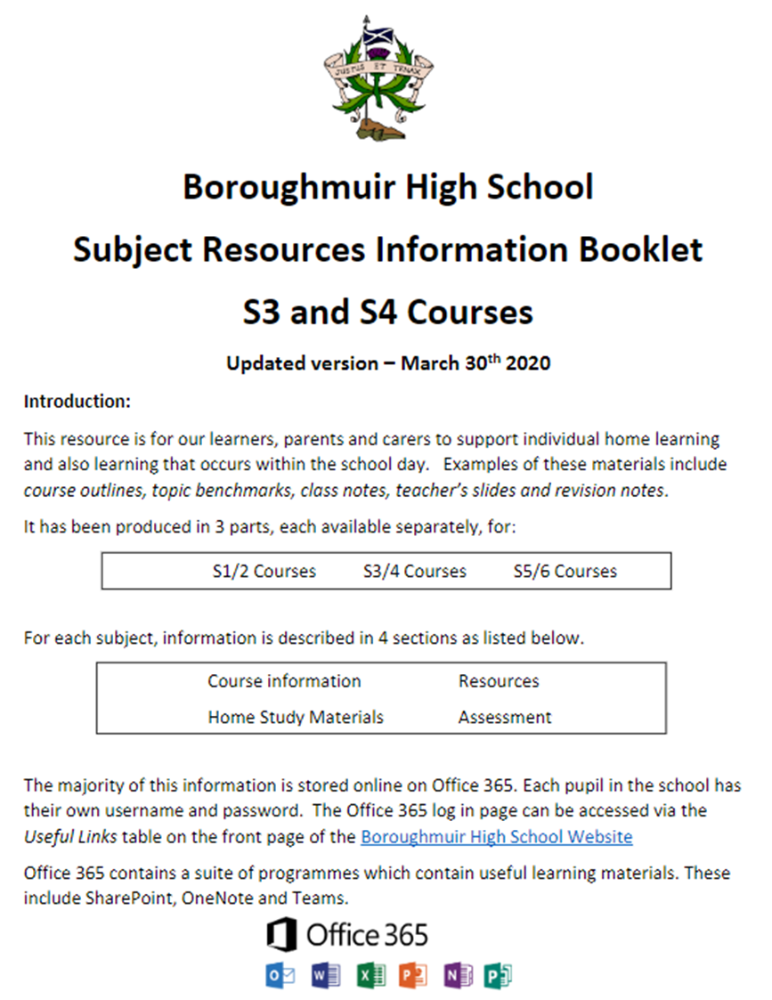 JUSTUS ET TENAX
Boroughmuir High School
Subject Resources Information Booklet
S3 and S4 Courses
Updated version – March 30th 2020
Introduction:
This resource is for our learners, parents and carers to support individual home learning
and also learning that occurs within the school day.   Examples of these materials include
course outlines, topic benchmarks, class notes, teacher's slides and revision notes.
It has been produced in 3 parts, each available separately, for:
S1/2 Courses S3/4 Courses S5/6 Courses
For each subject, information is described in 4 sections as listed below.
Course information Resources
Home Study Materials Assessment
The majority of this information is stored online on Office 365. Each pupil in the school has
their own username and password.  The Office 365 log in page can be accessed via the
Useful Links table on the front page of the Boroughmuir High School Website
Office 365 contains a suite of programmes which contain useful learning materials. These
include SharePoint, OneNote and Teams.
Office 365
O W X P N P